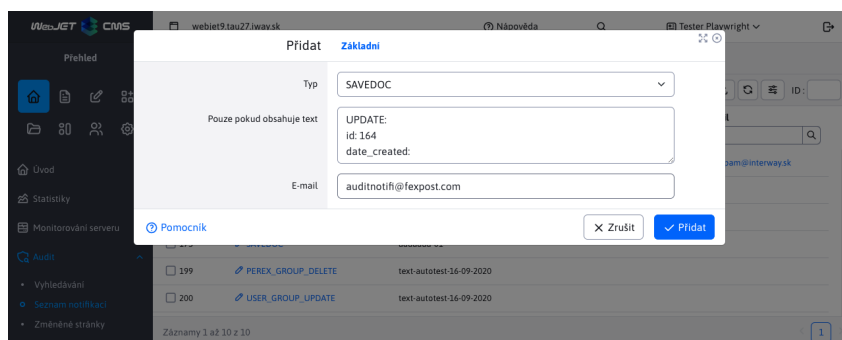 WebJET CMS
webjet9.tau27.iway.sk
Nápověda
Tester Playwright
Přehled
Přidat
Základní
Typ
SAVEDOC
ID:
Pouze pokud obsahuje text
UPDATE:
id: 164
date_created:
Úvod
Statistiky
E-mail
auditnotifi@fexpost.com
Monitorování serveru
Pomocník
Zrušit
Přidat
Audit
199
PEREX_GROUP_DELETE
text-autotest-16-09-2020
Vyhledávání
200
USER_GROUP_UPDATE
text-autotest-16-09-2020
Seznam notifikací
Změněné stránky
Záznamy 1 až 10 z 10
1